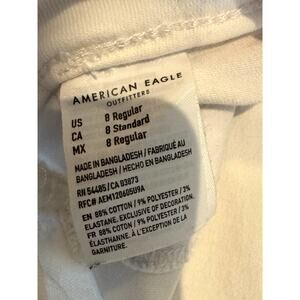 AMERICAN EAGLE
OUTFITTERS
US 8 Regular
CA 8 Standard
MX 8 Regular
MADE IN BANGLADESH / FABRIQUÉ AU
BANGLADESH / HECHO EN BANGLADESH
RN 54485/ CA 03873
RFC# AEM12060509A
EN 88% COTTON / 9% POLYESTER / 3%
ELASTANE. EXCLUSIVE OF DECORATION.
FR 88% COTON / 9% POLYESTER / 3%
ÉLASTHANNE. À L'EXCEPTION DE LA
GARNITURE.